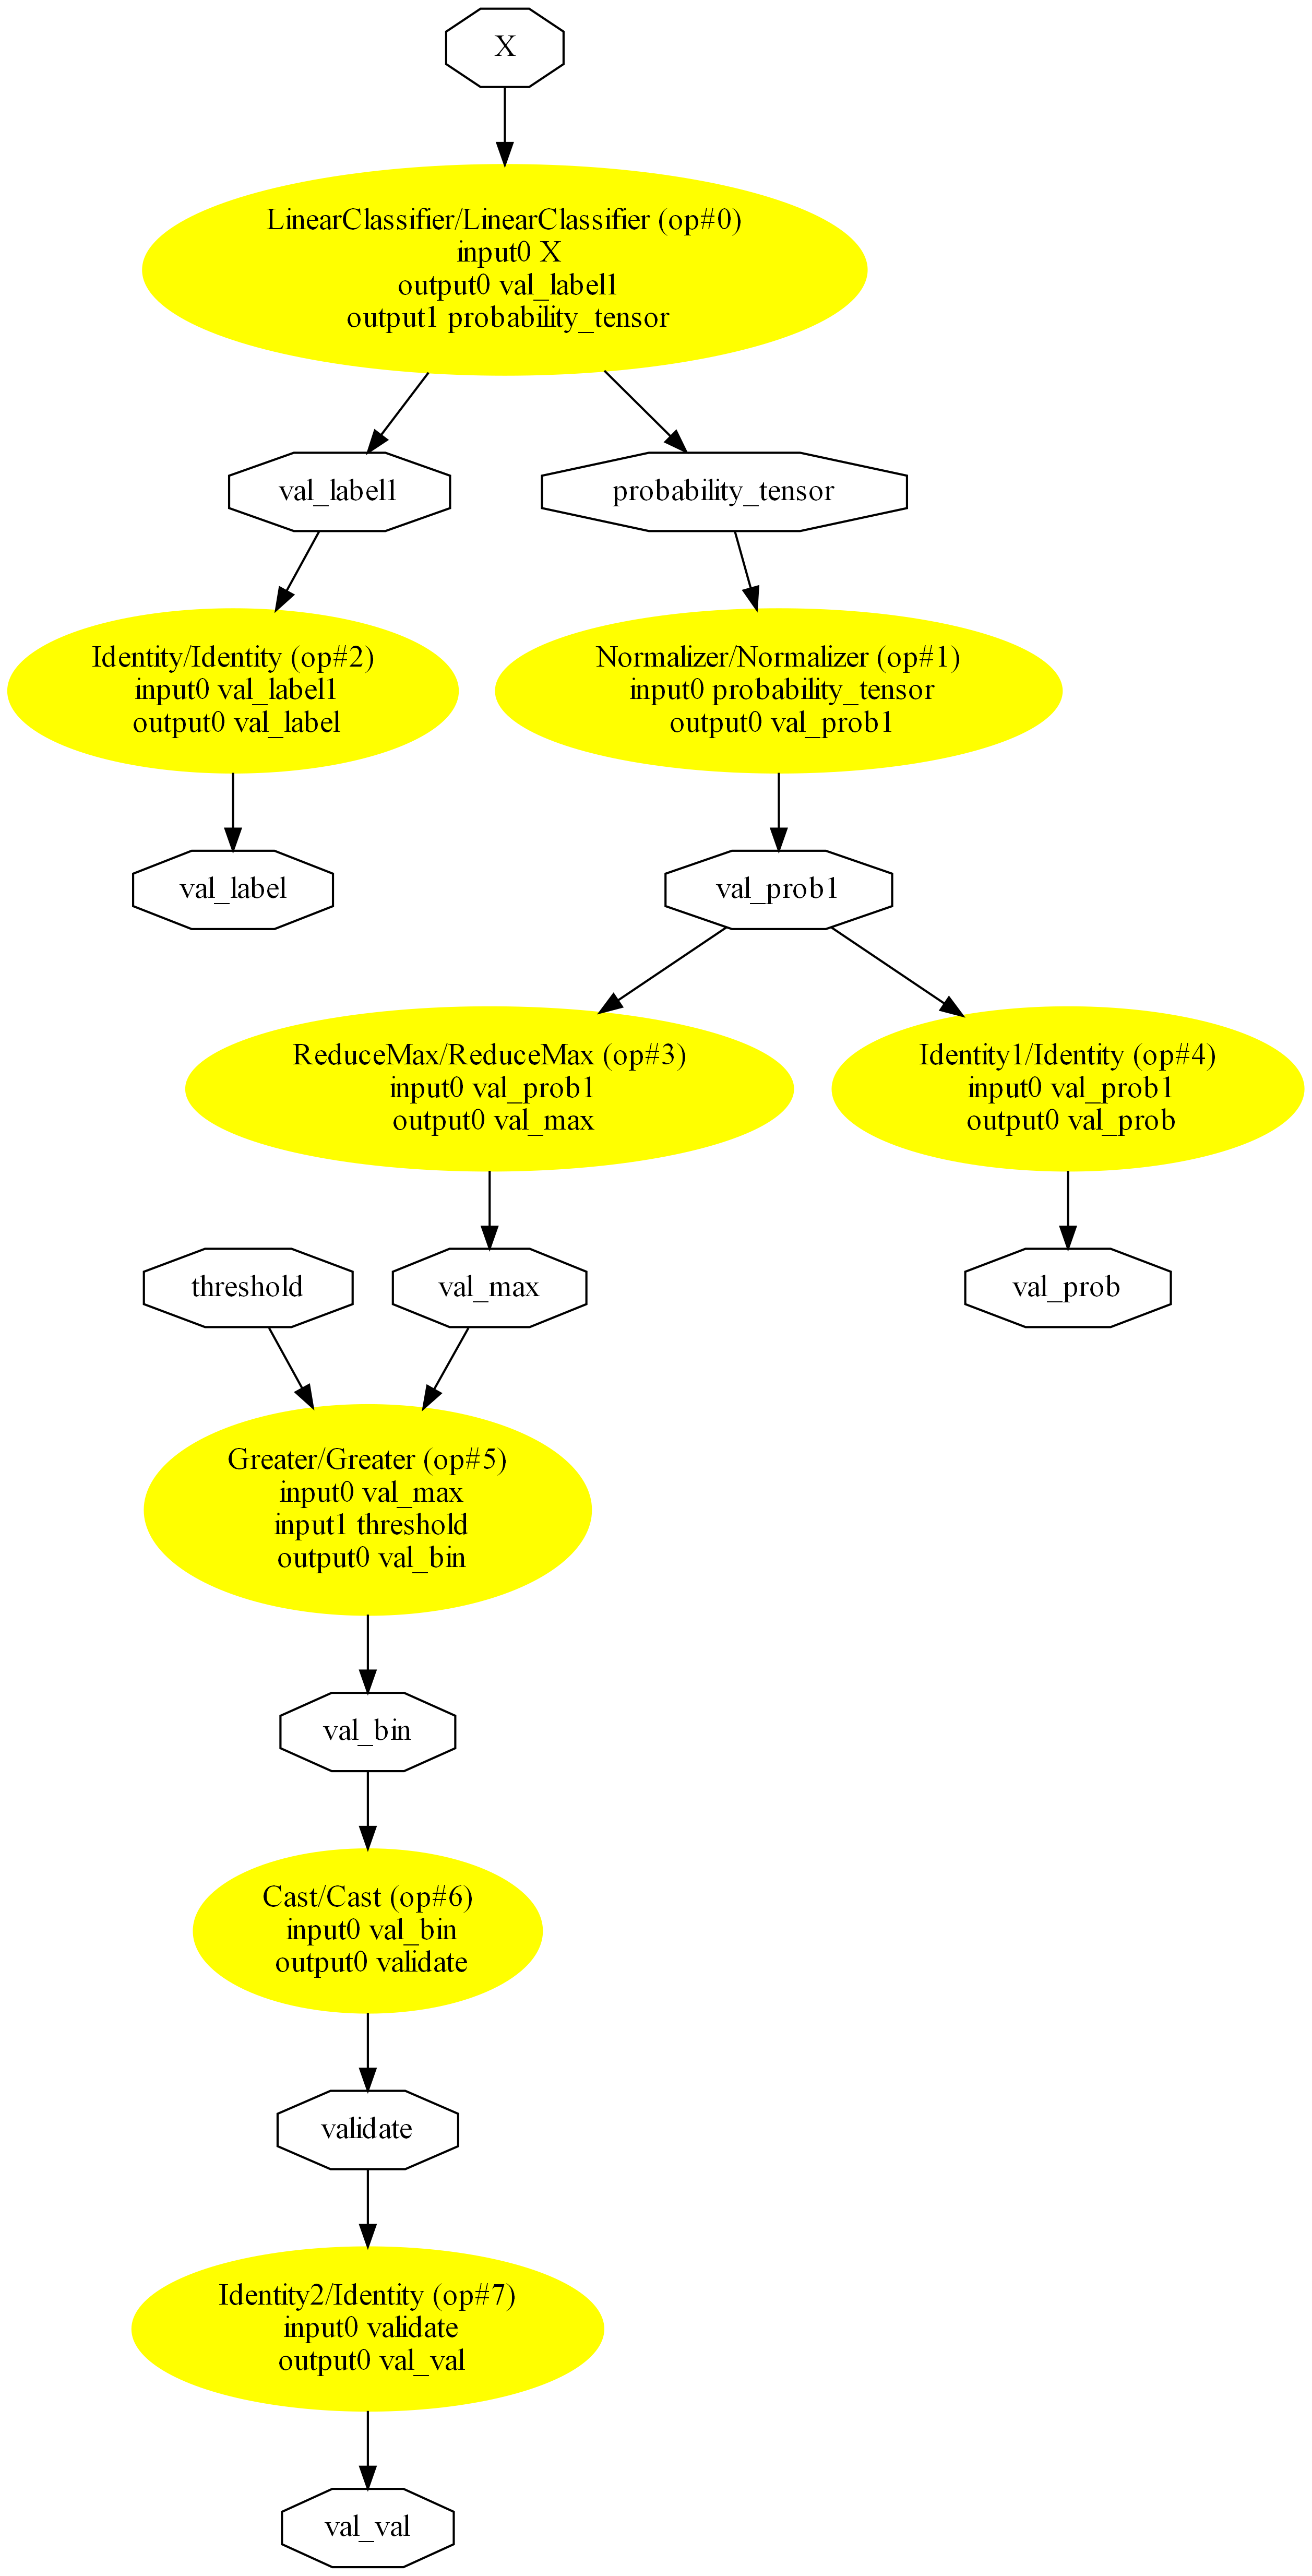 X
LinearClassifier/LinearClassifier (op#0)
input0 X
output0 val_label1
output1 probability_tensor
val_label1
probability_tensor
Identity/Identity (op#2)
input0 val_label1
output0 val_label
Normalizer/Normalizer (op#1)
input0 probability_tensor
output0 val_prob1
val_label
val_prob1
ReduceMax/ReduceMax (op#3)
input0 val_prob1
output0 val_max
Identity1/Identity (op#4)
input0 val_prob1
output0 val_prob
threshold
val_max
val_prob
Greater/Greater (op#5)
input0 val_max
input1 threshold
output0 val_bin
val_bin
Cast/Cast (op#6)
input0 val_bin
output0 validate
validate
Identity2/Identity (op#7)
input0 validate
output0 val_val
val_val